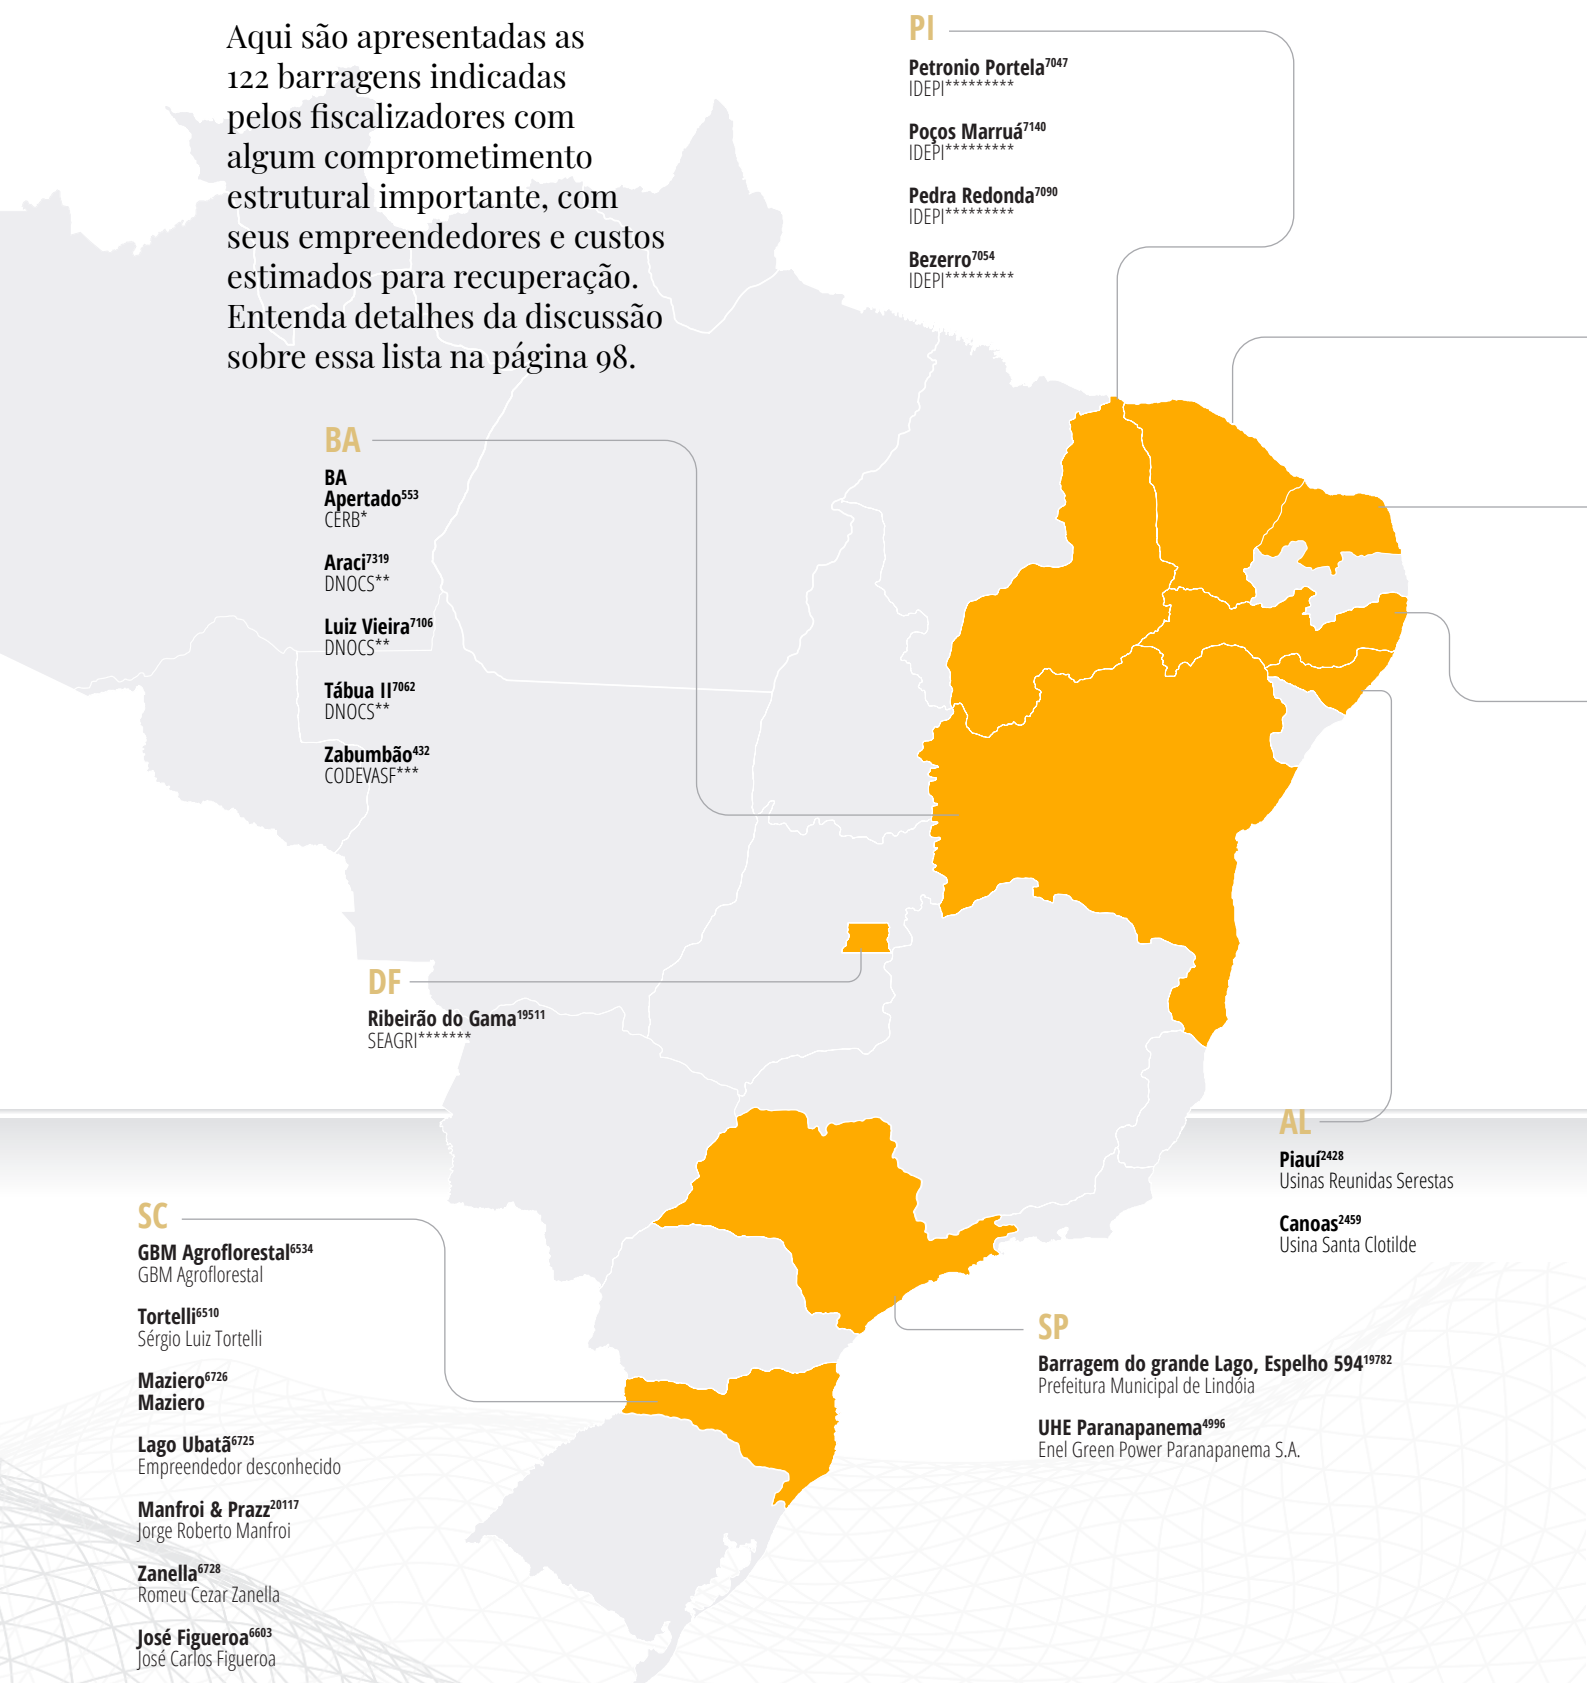 Aqui são apresentadas as
122 barragens indicadas
pelos fiscalizadores com
algum comprometimento
estrutural importante, com
seus empreendedores e custos
estimados para recuperação.
Entenda detalhes da discussão
sobre essa lista na página 98.
PI
Petronio Portela7047
IDEPI*********
Poços Marruá7140
IDEPI*********
Pedra Redonda7090
IDEPI*********
Bezerro7054
IDEPI*********
BA
BA
Apertado553
CERB*
Araci7319
DNOCS**
Luiz Vieira7106
DNOCS**
Tábua II7062
DNOCS**
Zabumbão432
CODEVASF***
DF
Ribeirão do Gama19511
SEAGRI*******
AL
Piauí2428
Usinas Reunidas Serestas
Canoas2459
Usina Santa Clotilde
SC
GBM Agroflorestal6534
GBM Agroflorestal
Tortelli6510
Sérgio Luiz Tortelli
Maziero6726
Maziero
Lago Ubatã6725
Empreendedor desconhecido
Manfroi & Prazz20117
Jorge Roberto Manfroi
Zanella6728
Romeu Cezar Zanella
José Figueroa6603
José Carlos Figueroa
SP
Barragem do grande Lago, Espelho 59419782
Prefeitura Municipal de Lindóia
UHE Paranapanema4996
Enel Green Power Paranapanema S.A.